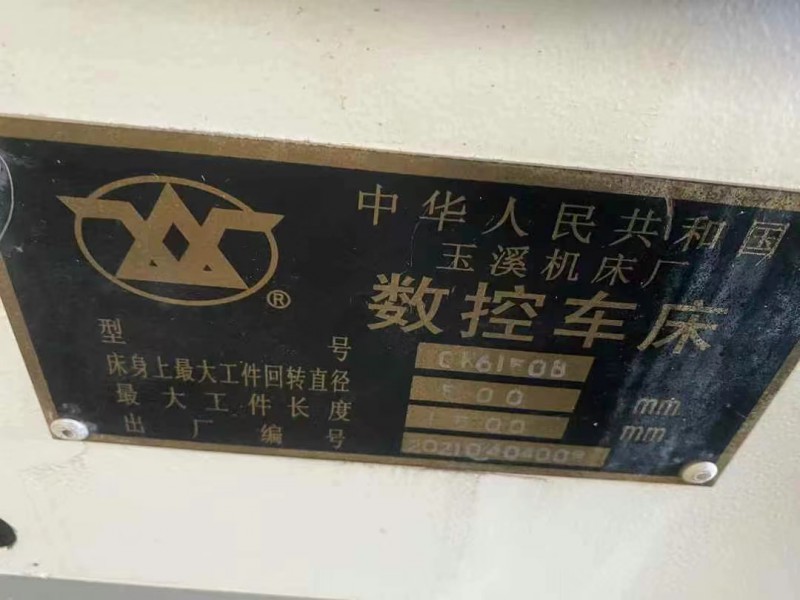 ®
中华人民共和国
玉溪机床厂
数控车床
型号
床身上最大工件回转直径 500 mm
最大工件长度 mm
出厂编号